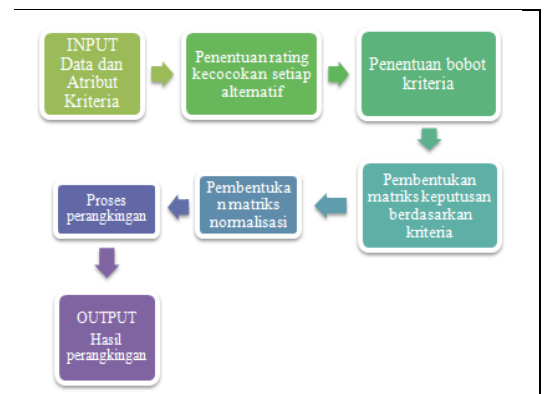 INPUT
Data dan
Atribut
Kriteria
Penentuan rating
kecocokan setiap
alternatif
Penentuan bobot
kriteria
Pembentukan
matriks keputusan
berdasarkan
kriteria
Pembentuka
n matriks
normalisasi
Proses
perangkingan
OUTPUT
Hasil
perangkingan